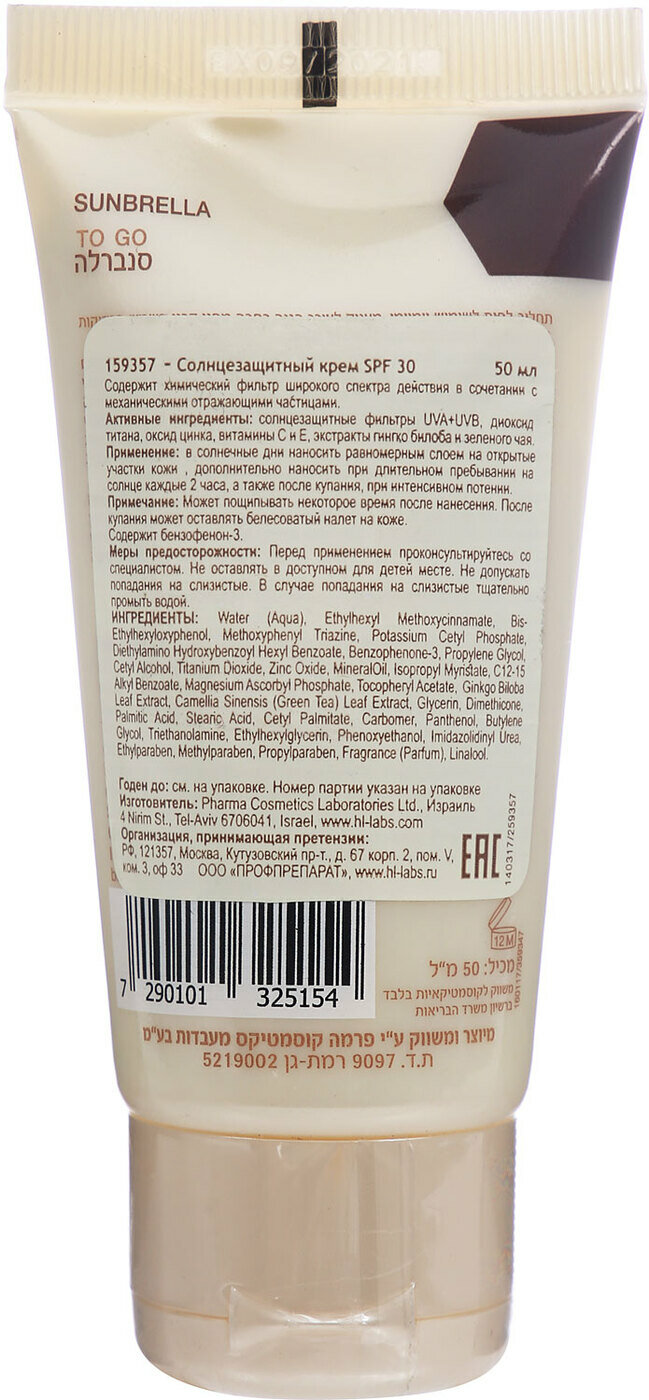 SUNBRELLA
TO GO
סנברלה
159357 - Солнцезащитный крем SPF 30 50 мл
Содержит химический фильтр широкого спектра действия в сочетании с
механическими отражающими частицами.
Активные ингредиенты: солнцезащитные фильтры UVA+UVB, диоксид
титана, оксид цинка, витамины С и Е, экстракты гингко билоба и зеленого чая.
Применение: в солнечные дни наносить равномерным слоем на открытые
участки кожи , дополнительно наносить при длительном пребывании на
солнце каждые 2 часа, а также после купания, при интенсивном потении.
Примечание: Может пощипывать некоторое время после нанесения. После
купания может оставлять белесоватый налет на коже.
Содержит бензофенон-3.
Меры предосторожности: Перед применением проконсультируйтесь со
специалистом. Не оставлять в доступном для детей месте. Не допускать
попадания на слизистые. В случае попадания на слизистые тщательно
промыть водой.
ИНГРЕДИЕНТЫ: Water (Aqua), Ethylhexyl Methoxycinnamate, Bis-
Ethylhexyloxyphenol, Methoxyphenyl Triazine, Potassium Cetyl Phosphate,
Diethylamino Hydroxybenzoyl Hexyl Benzoate, Benzophenone-3, Propylene Glycol,
Cetyl Alcohol, Titanium Dioxide, Zinc Oxide, MineralOil, Isopropyl Myristate, C12-15
Alkyl Benzoate, Magnesium Ascorbyl Phosphate, Tocopheryl Acetate, Ginkgo Biloba
Leaf Extract, Camellia Sinensis (Green Tea) Leaf Extract, Glycerin, Dimethicone,
Palmitic Acid, Stearic Acid, Cetyl Palmitate, Carbomer, Panthenol, Butylene
Glycol, Triethanolamine, Ethylhexylglycerin, Phenoxyethanol, Imidazolidinyl Urea,
Ethylparaben, Methylparaben, Propylparaben, Fragrance (Parfum), Linalool.
Годен до: см. на упаковке. Номер партии указан на упаковке
Изготовитель: Pharma Cosmetics Laboratories Ltd., Израиль
4 Nirim St., Tel-Aviv 6706041, Israel, www.hl-labs.com
Организация, принимающая претензии:
РФ, 121357, Москва, Кутузовский пр-т., д. 67 корп. 2, пом. V,
ком. 3, оф 33 ООО «ПРОФПРЕПАРАТ», www.hl-labs.ru
EAC
140317/259357
12M
7 290101 325154
מכיל: 50 מ"ל
משווק לקוסמטיקאיות בלבד
ברשיון משרד הבריאות
160117/359347
מיוצר ומשווק ע"י פרמה קוסמטיקס מעבדות בע"מ
ת.ד. 9097 רמת-גן 5219002